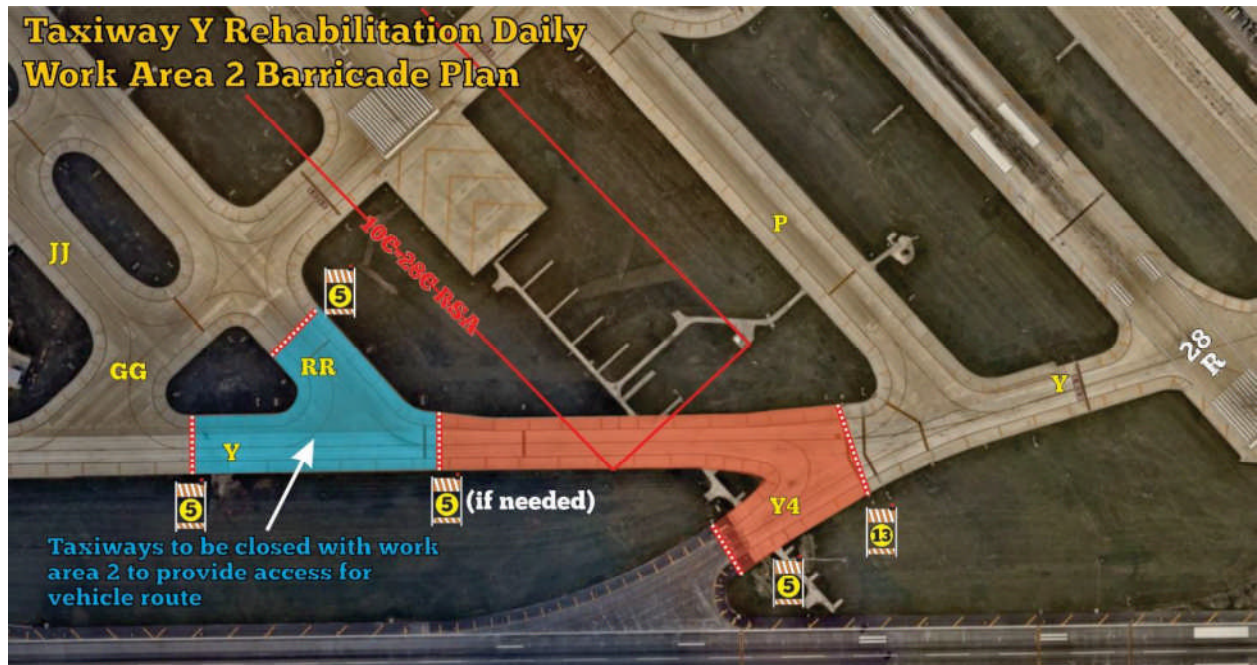 Taxiway Y Rehabilitation Daily
Work Area 2 Barricade Plan
P
JJ
10C-28C-RSA
5
GG
RR
28
R
Y
Y
5
5
(if needed)
Y4
13
5
Taxiways to be closed with work
area 2 to provide access for
vehicle route